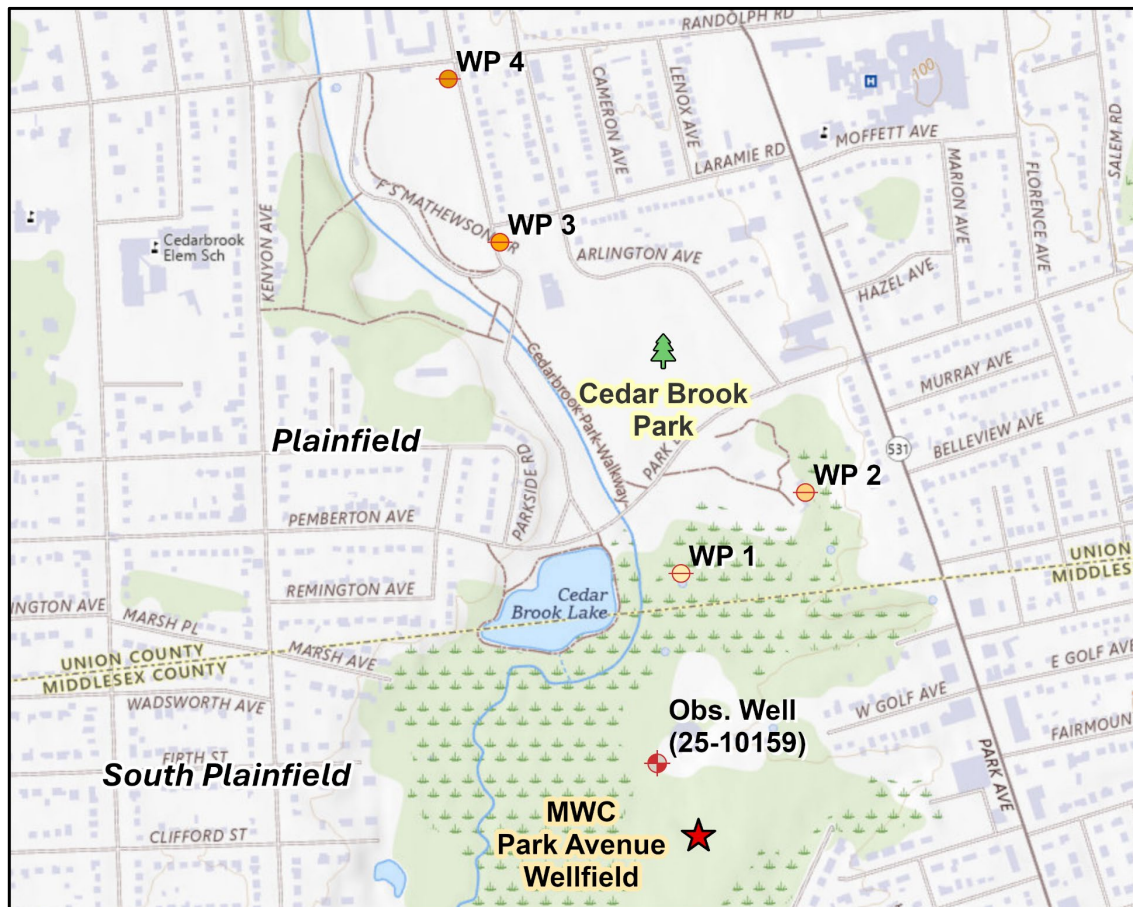 RANDOLPH RD
WP 4
CAMERON AVE
LENOX AVE
100
H
MOFFETT AVE
SALEM RD
LARAMIE RD
MARION AVE
FLORENCE AVE
F S MATHEWSON DR
WP 3
Cedarbrook
Elem Sch
KENYON AVE
ARLINGTON AVE
HAZEL AVE
Cedarbrook Park Walkway
Cedar Brook
Park
MURRAY AVE
BELLEVIEW AVE
531
Plainfield
PARKSIDE RD
WP 2
PEMBERTON AVE
WP 1
UNION
MIDDLES
REMINGTON AVE
INGTON AVE
Cedar
Brook Lake
MARSH PL
MARSH AVE
UNION COUNTY
MIDDLESEX COUNTY
E GOLF AVE
W GOLF AVE
WADSWORTH AVE
Obs. Well
(25-10159)
FAIRMOUN
FIRTH ST
South Plainfield
PARK AVE
MWC
Park Avenue
Wellfield
CLIFFORD ST